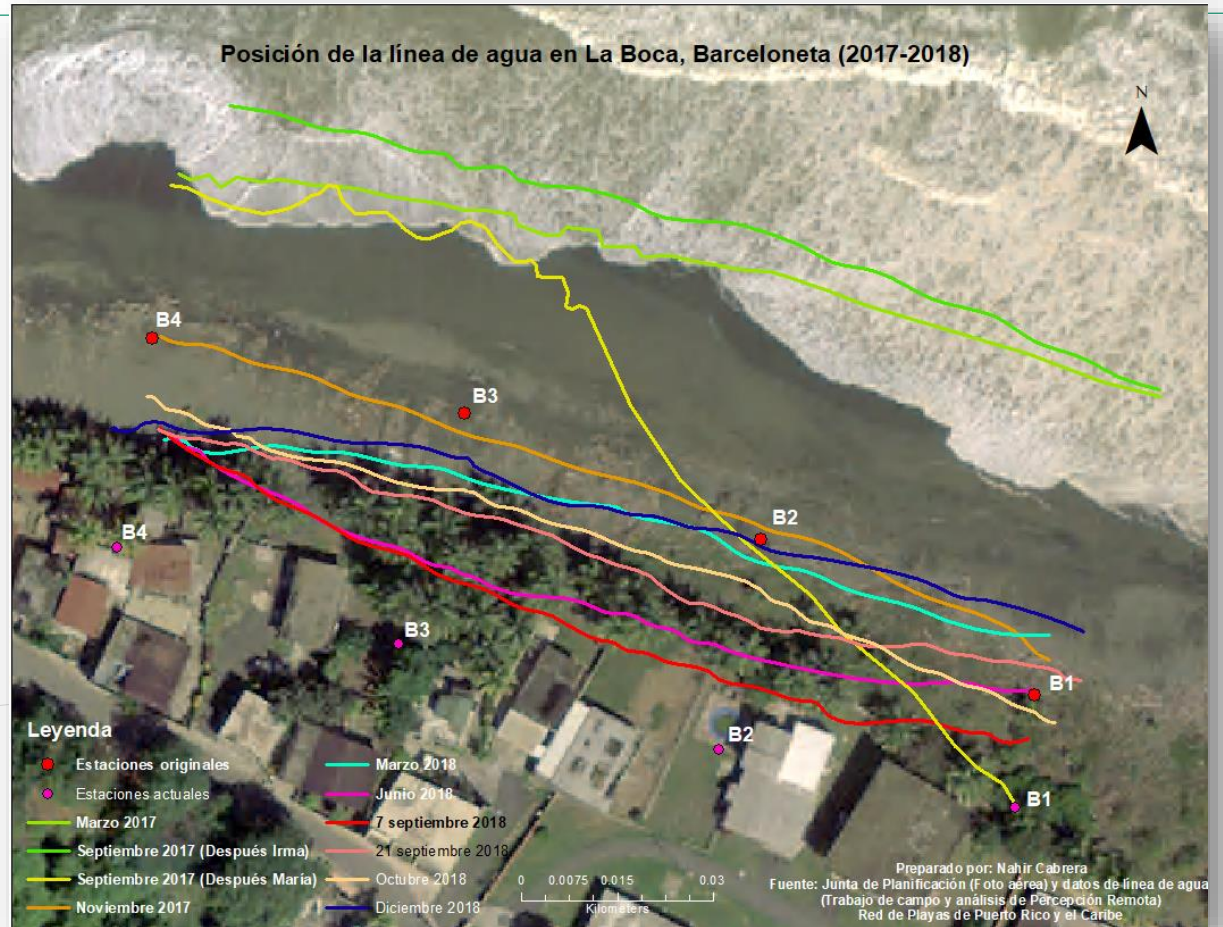 Posición de la línea de agua en La Boca, Barceloneta (2017-2018)
N
B4
B3
B2
B4
B1
B3
B2
B1
Leyenda
Estaciones originales
Estaciones actuales
Marzo 2017
Septiembre 2017 (Después Irma)
Septiembre 2017 (Después María)
Noviembre 2017
Marzo 2018
Junio 2018
7 septiembre 2018
21 septiembre 2018
Octubre 2018
Diciembre 2018
0 0.0075 0.015 0.03
Kilometers
Preparado por: Nahir Cabrera
Fuente: Junta de Planificación (Foto aérea) y datos de línea de agua
(Trabajo de campo y análisis de Percepción Remota)
Red de Playas de Puerto Rico y el Caribe